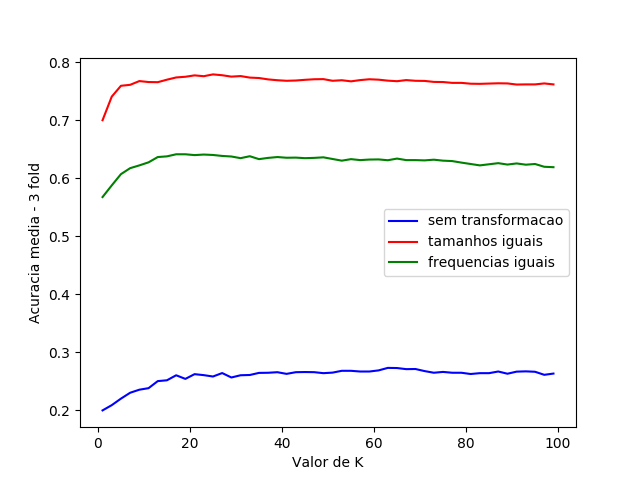 0.8
0.7
0.6
0.5
0.4
0.3
0.2
Acuracia media - 3 fold
sem transformacao
tamanhos iguais
frequencias iguais
0 20 40 60 80 100
Valor de K